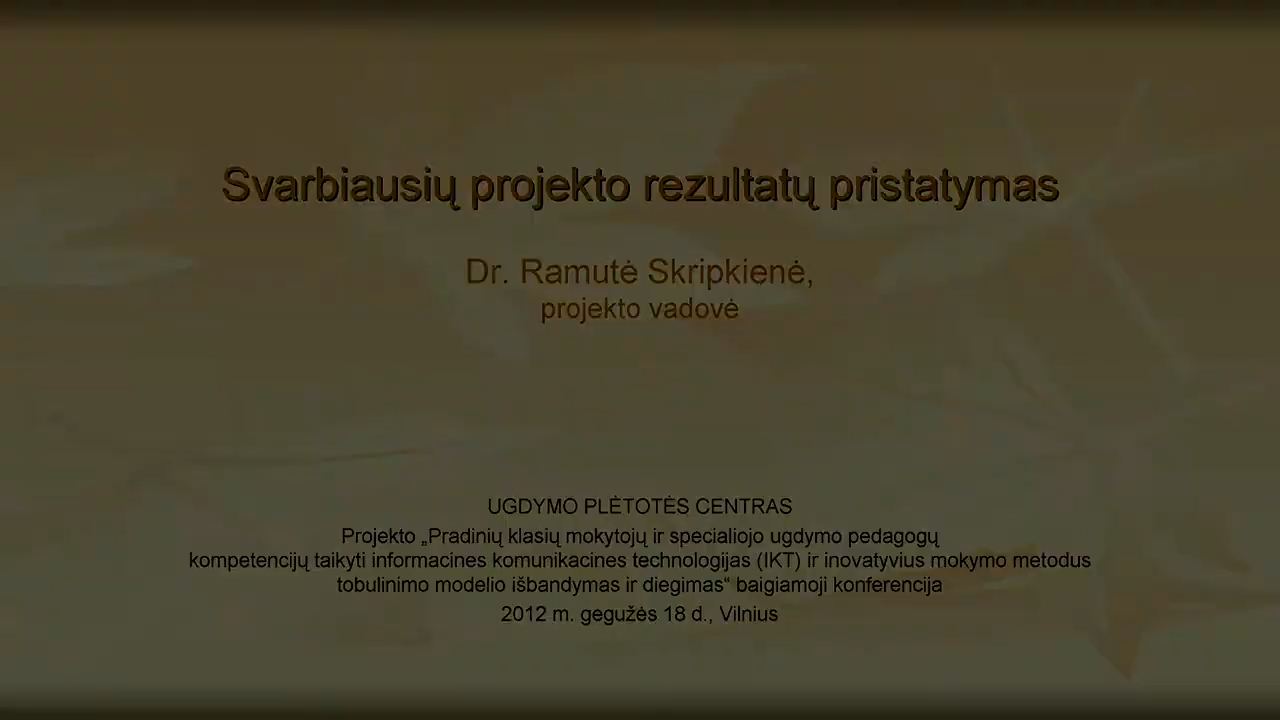 Svarbiausių projekto rezultatų pristatymas
Dr. Ramutė Skripkienė,
projekto vadovė
UGDYMO PLĖTOTĖS CENTRAS
Projekto „Pradinių klasių mokytojų ir specialiojo ugdymo pedagogų
kompetencijų taikyti informacines komunikacines technologijas (IKT) ir inovatyvius mokymo metodus
tobulinimo modelio išbandymas ir diegimas“ baigiamoji konferencija
2012 m. gegužės 18 d., Vilnius